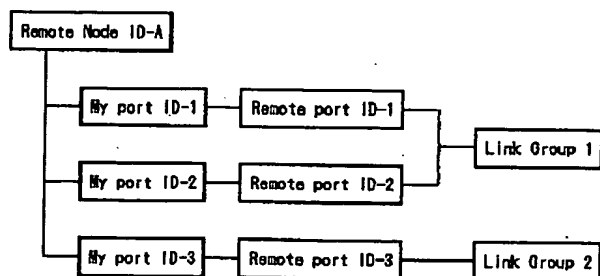 Remote Node ID-A
My port ID-1
Remote port ID-1
Link Group 1
My port ID-2
Remote port ID-2
My port ID-3
Remote port ID-3
Link Group 2